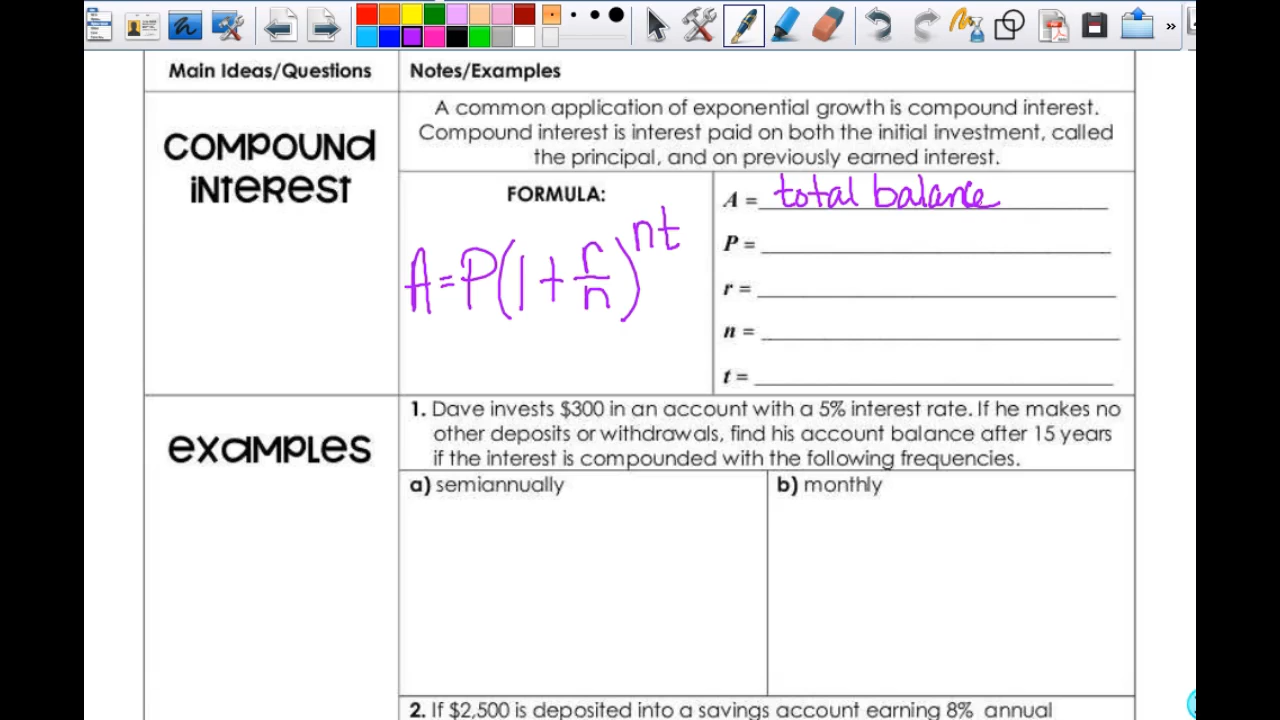 Main Ideas/Questions
Notes/Examples
COMPOUND
INTEREST
A common application of exponential growth is compound interest.
Compound interest is interest paid on both the initial investment, called
the principal, and on previously earned interest.
FORMULA:
A=P(1+r/n)^nt
A = total balance
P =
r =
n =
t =
EXAMPLES
1. Dave invests $300 in an account with a 5% interest rate. If he makes no
other deposits or withdrawals, find his account balance after 15 years
if the interest is compounded with the following frequencies.
a) semiannually
b) monthly
2. If $2,500 is deposited into a savings account earning 8% annual